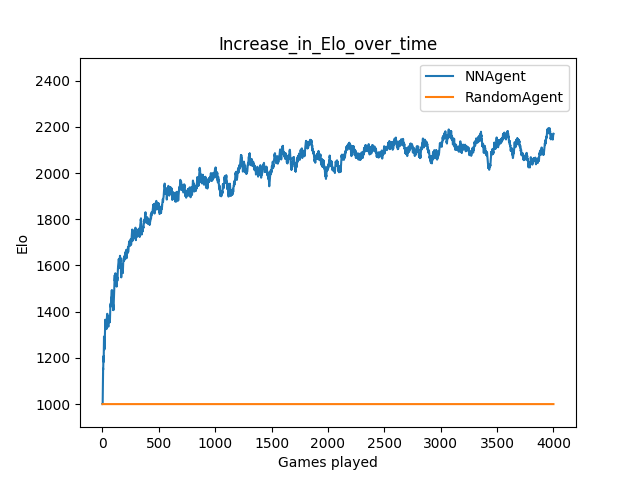 Increase_in_Elo_over_time
NNAgent
RandomAgent
2400
2200
2000
1800
1600
1400
1200
1000
Elo
0 500 1000 1500 2000 2500 3000 3500 4000
Games played